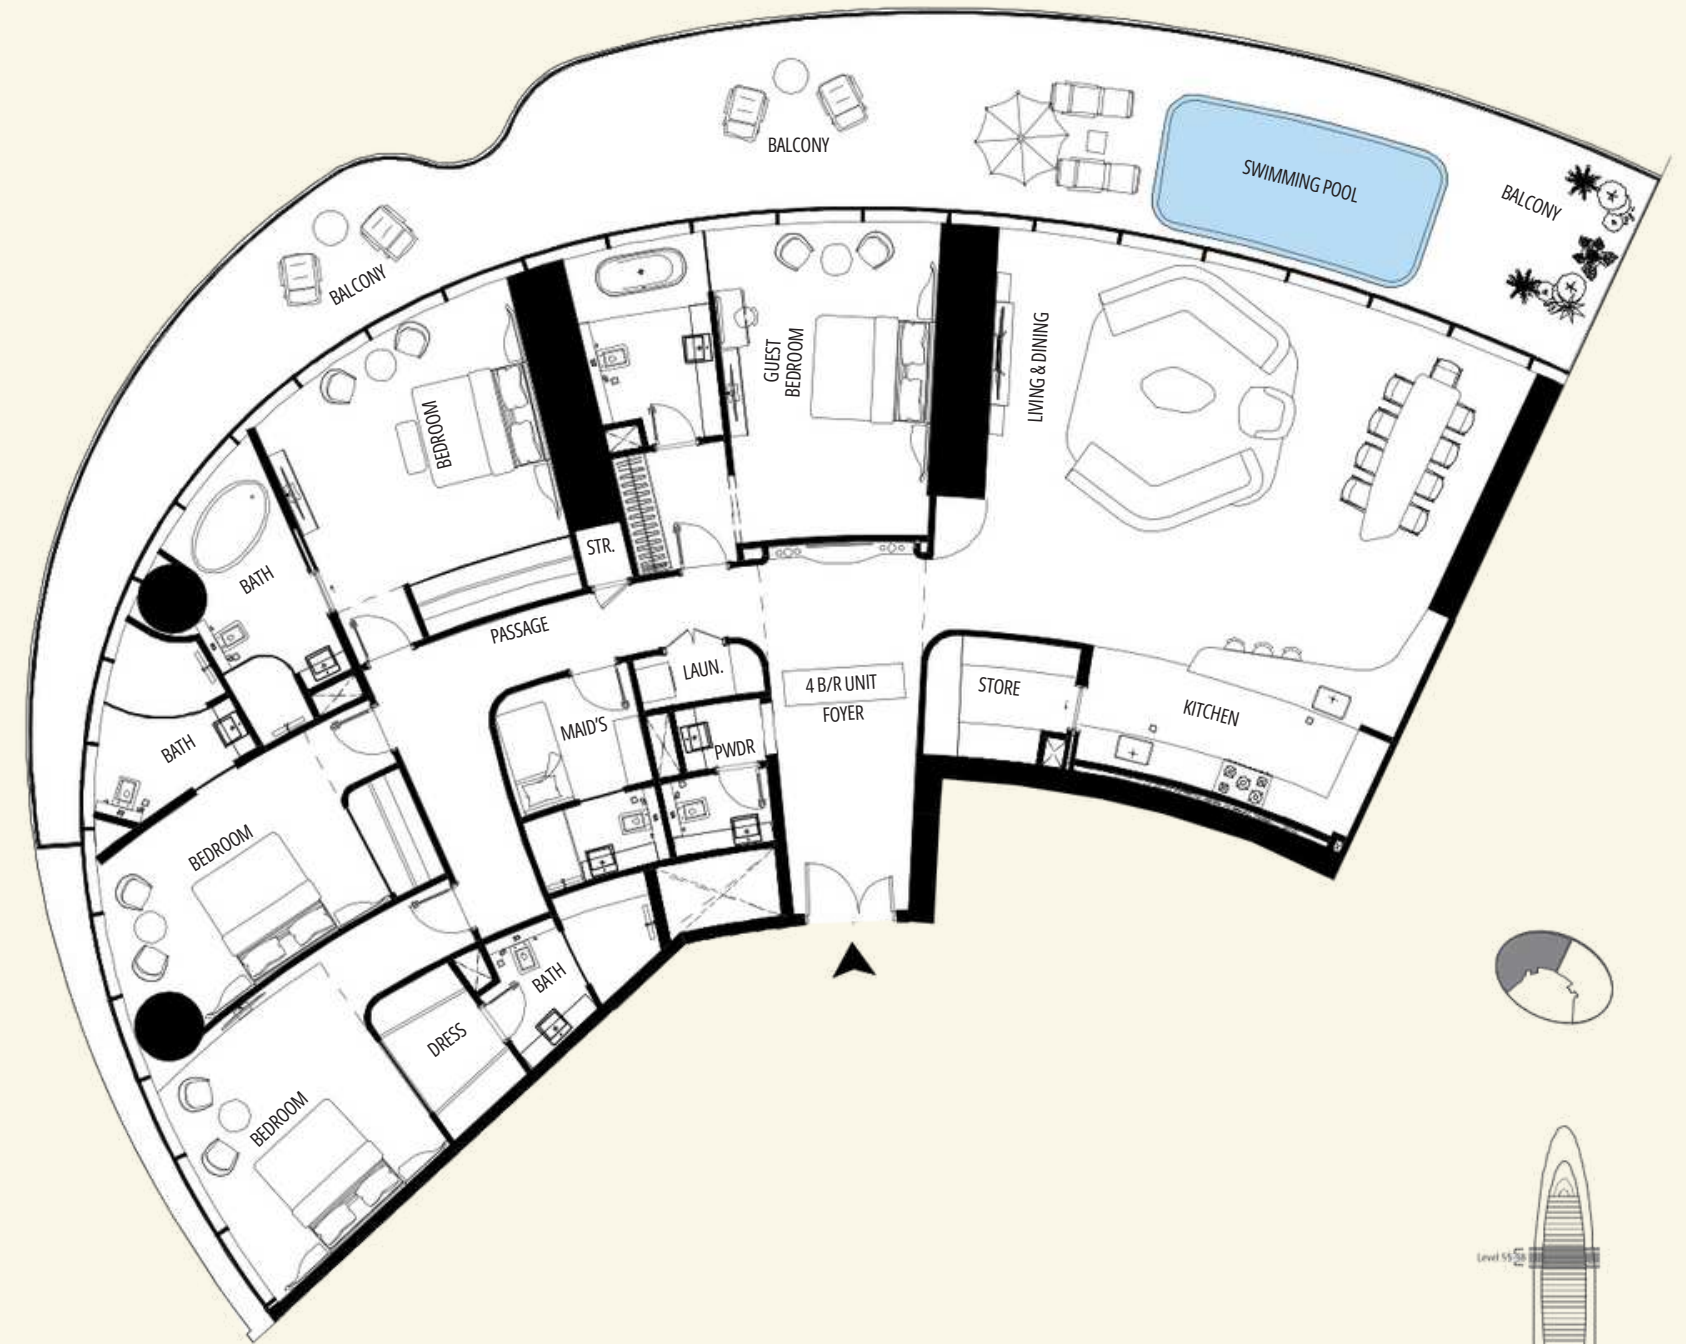 BALCONY
SWIMMING POOL
BALCONY
BALCONY
GUEST
BEDROOM
LIVING & DINING
BEDROOM
STR.
BATH
PASSAGE
LAUN.
4 B/R UNIT
FOYER
STORE
KITCHEN
MAID'S
PWDR
BATH
BEDROOM
BATH
DRESS
BEDROOM